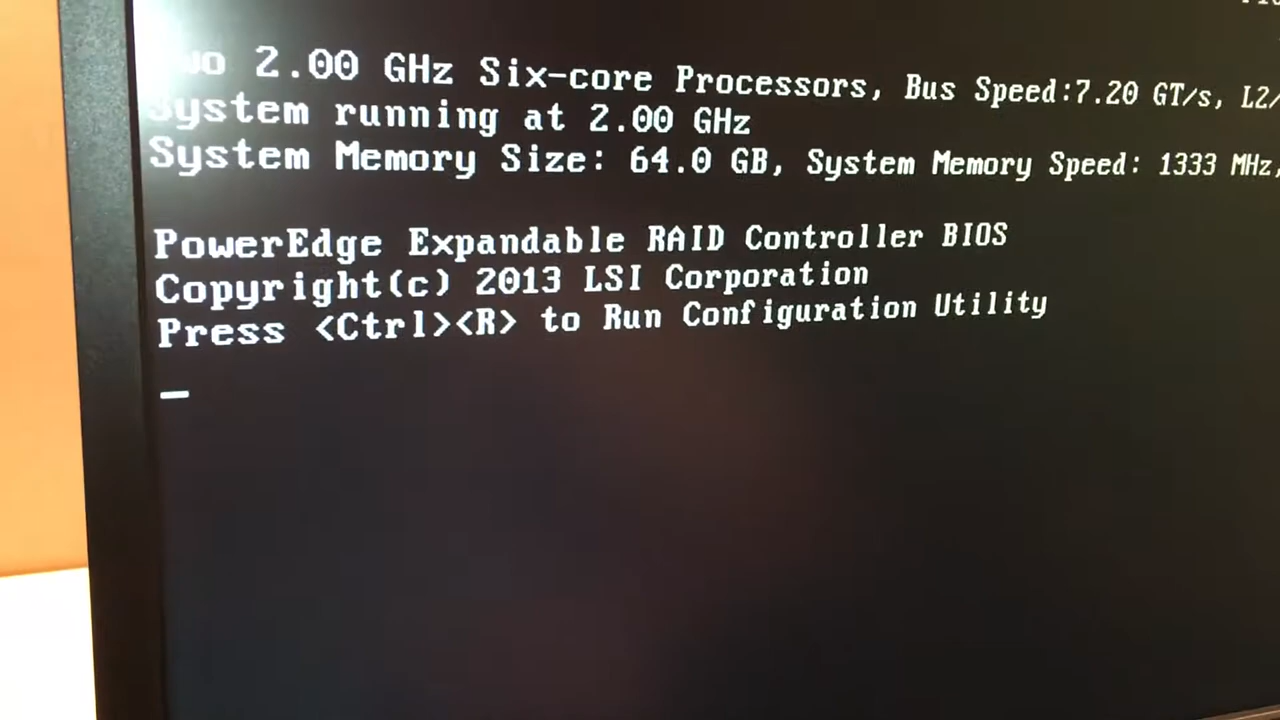 Two 2.00 GHz Six-core Processors, Bus Speed:7.20 GT/s, L2/
System running at 2.00 GHz
System Memory Size: 64.0 GB, System Memory Speed: 1333 MHz,
PowerEdge Expandable RAID Controller BIOS
Copyright(c) 2013 LSI Corporation
Press <Ctrl><R> to Run Configuration Utility
_